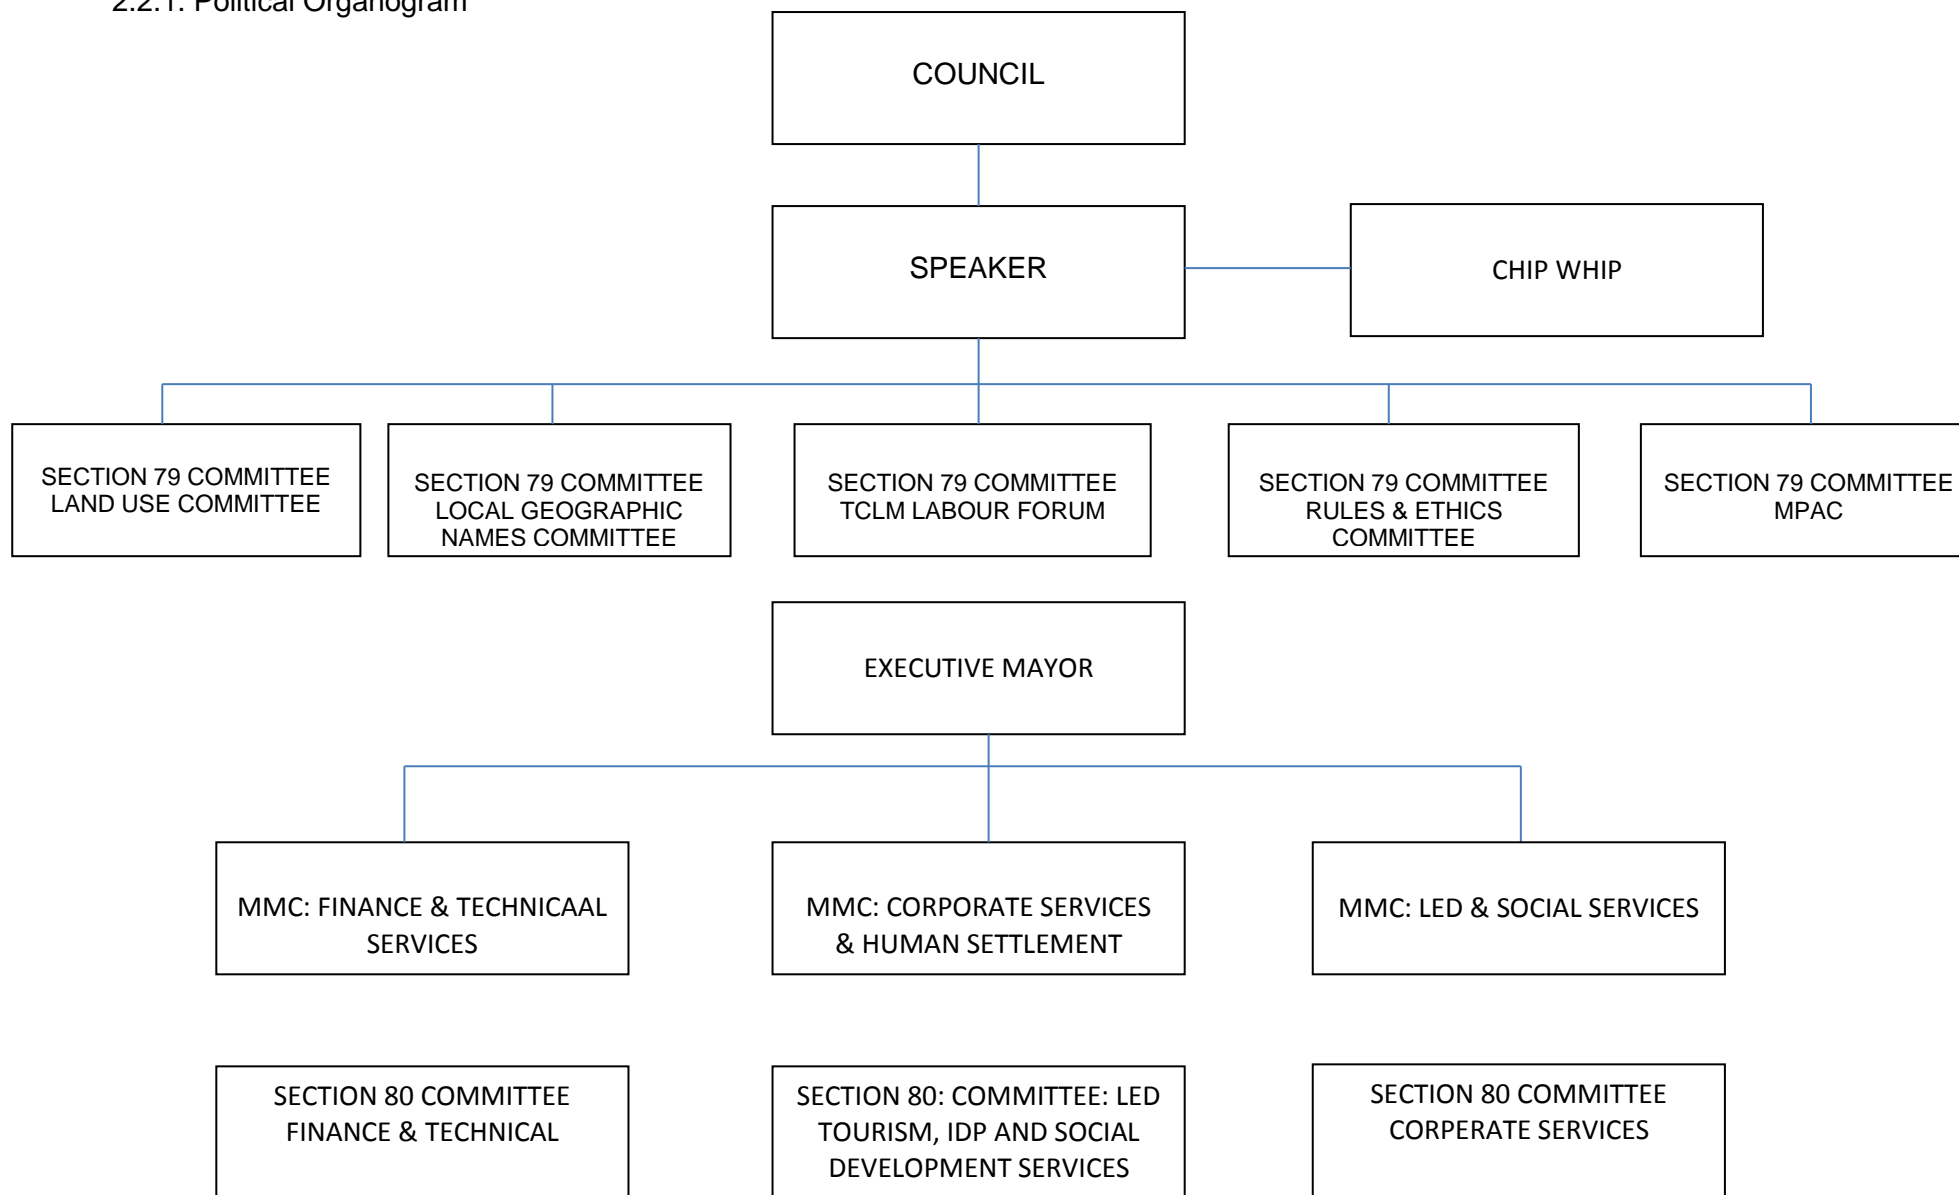 2.2.1. Political Organogram
COUNCIL
SPEAKER
CHIP WHIP
SECTION 79 COMMITTEE
LAND USE COMMITTEE
SECTION 79 COMMITTEE
LOCAL GEOGRAPHIC
NAMES COMMITTEE
SECTION 79 COMMITTEE
TCLM LABOUR FORUM
SECTION 79 COMMITTEE
RULES & ETHICS
COMMITTEE
SECTION 79 COMMITTEE
MPAC
EXECUTIVE MAYOR
MMC: FINANCE & TECHNICAAL
SERVICES
MMC: CORPORATE SERVICES
& HUMAN SETTLEMENT
MMC: LED & SOCIAL SERVICES
SECTION 80 COMMITTEE
FINANCE & TECHNICAL
SECTION 80: COMMITTEE: LED
TOURISM, IDP AND SOCIAL
DEVELOPMENT SERVICES
SECTION 80 COMMITTEE
CORPERATE SERVICES